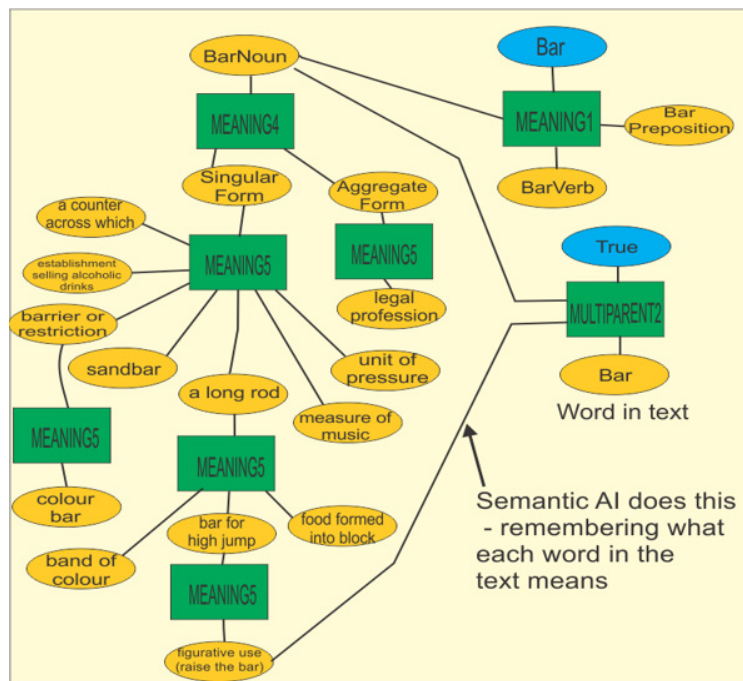 Bar
BarNoun
MEANING4
MEANING1
Bar
Preposition
BarVerb
Singular
Form
Aggregate
Form
a counter
across which
MEANING5
MEANING5
True
establishment
selling alcoholic
drinks
legal
profession
MULTIPARENT2
barrier or
restriction
sandbar
unit of
pressure
Bar
a long rod
measure of
music
Word in text
MEANING5
MEANING5
colour
bar
band of
colour
bar for
high jump
food formed
into block
Semantic AI does this
- remembering what
each word in the
text means
MEANING5
figurative use
(raise the bar)